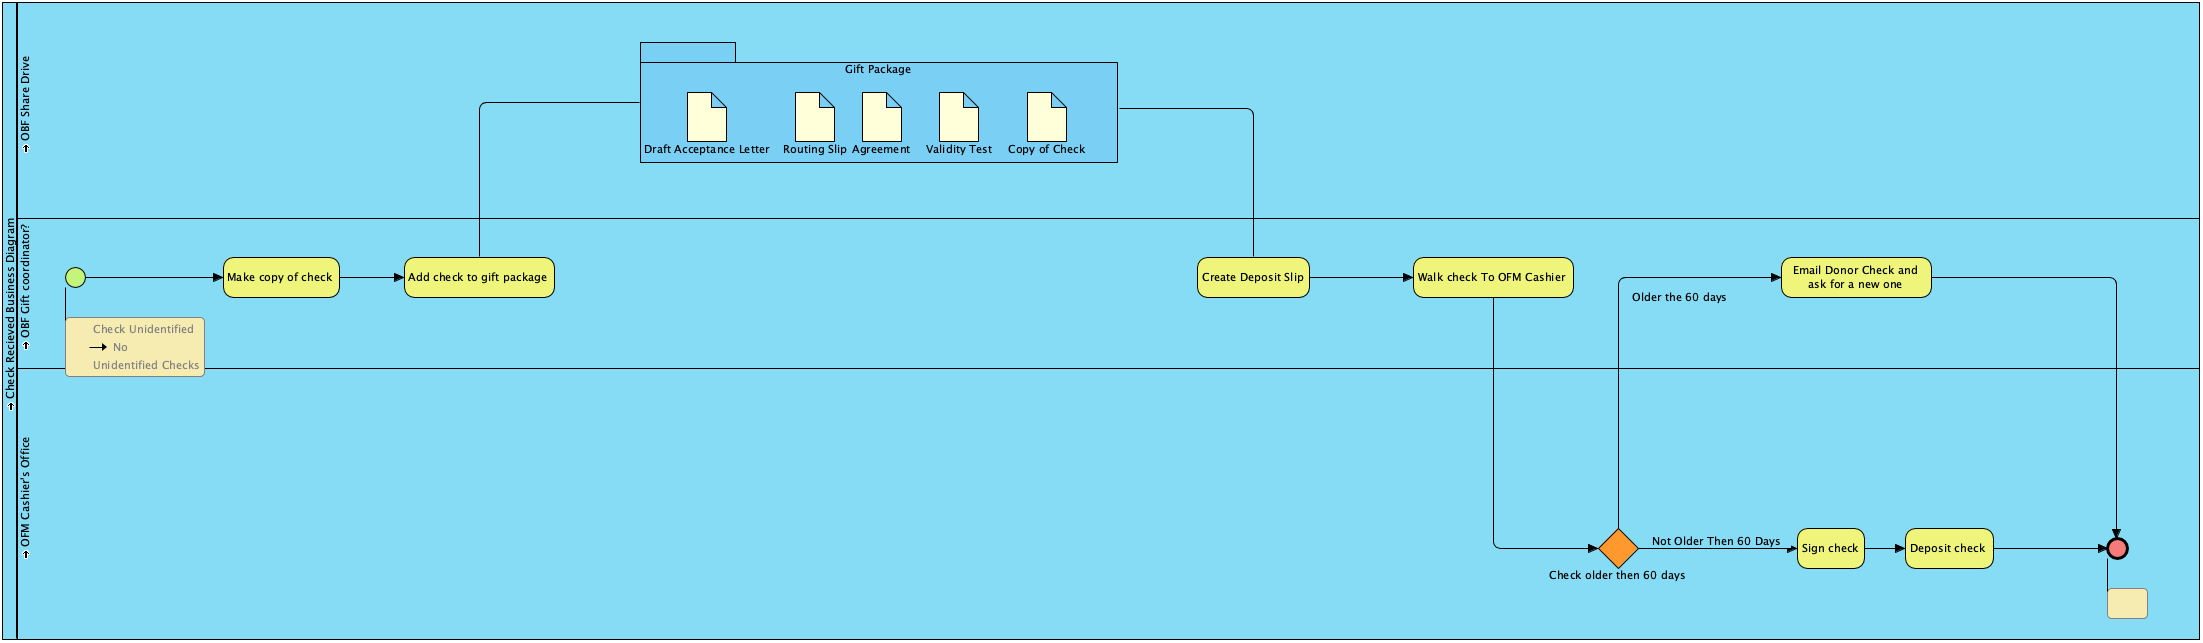 Check Recieved Business Diagram
OBF Share Drive
Gift Package
Draft Acceptance Letter
Routing Slip
Agreement
Validity Test
Copy of Check
OBF Gift coordinator?
Make copy of check
Add check to gift package
Create Deposit Slip
Walk check To OFM Cashier
Older the 60 days
Email Donor Check and
ask for a new one
Check Unidentified
No
Unidentified Checks
OFM Cashier's Office
Check older then 60 days
Not Older Then 60 Days
Sign check
Deposit check